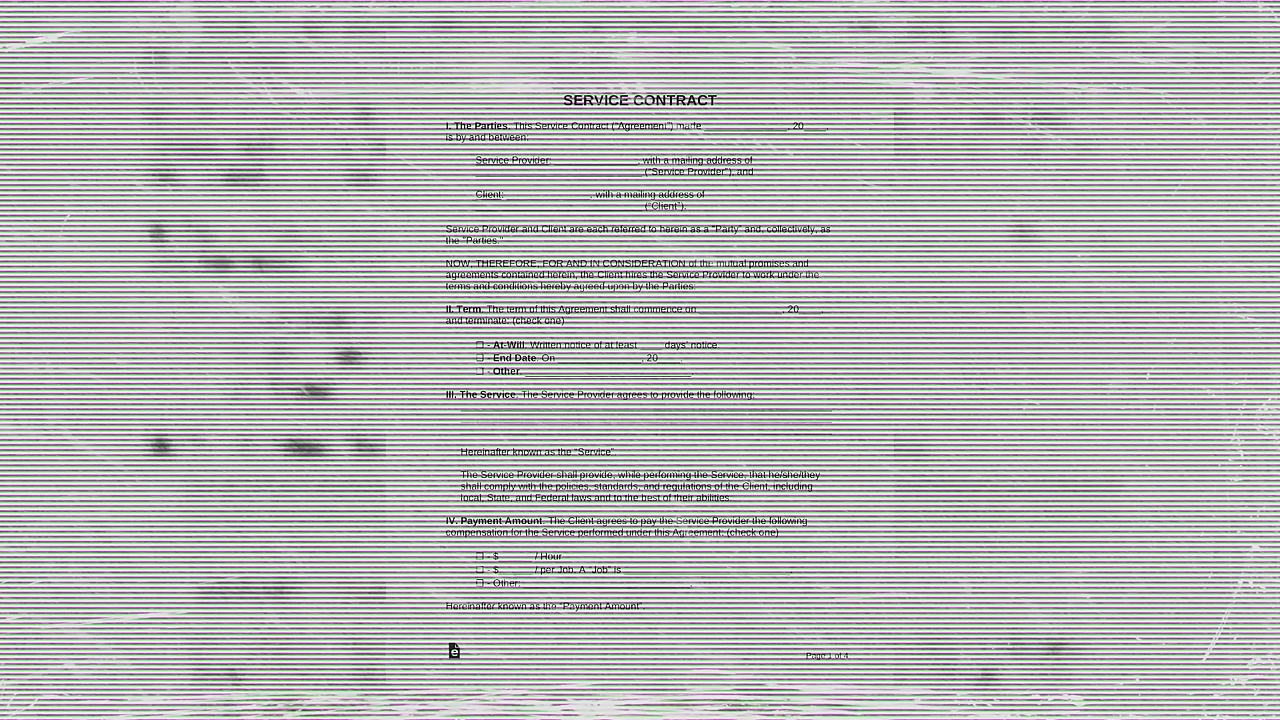 SERVICE CONTRACT
I. The Parties. This Service Contract ("Agreement") made _______________, 20____,
is by and between:
Service Provider: _______________, with a mailing address of
______________________________ ("Service Provider"), and
Client: _______________, with a mailing address of
______________________________ ("Client").
Service Provider and Client are each referred to herein as a "Party" and, collectively, as
the "Parties."
NOW, THEREFORE, FOR AND IN CONSIDERATION of the mutual promises and
agreements contained herein, the Client hires the Service Provider to work under the
terms and conditions hereby agreed upon by the Parties:
II. Term. The term of this Agreement shall commence on _______________, 20____,
and terminate: (check one)
☐ - At-Will. Written notice of at least ____ days' notice.
☐ - End Date. On _______________, 20____.
☐ - Other. ______________________________.
III. The Service. The Service Provider agrees to provide the following:
Hereinafter known as the "Service".
The Service Provider shall provide, while performing the Service, that he/she/they
shall comply with the policies, standards, and regulations of the Client, including
local, State, and Federal laws and to the best of their abilities.
IV. Payment Amount. The Client agrees to pay the Service Provider the following
compensation for the Service performed under this Agreement: (check one)
☐ - $______ / Hour
☐ - $______ / per Job. A "Job" is ______________________________.
☐ - Other: ______________________________.
Hereinafter known as the "Payment Amount".
Page 1 of 4